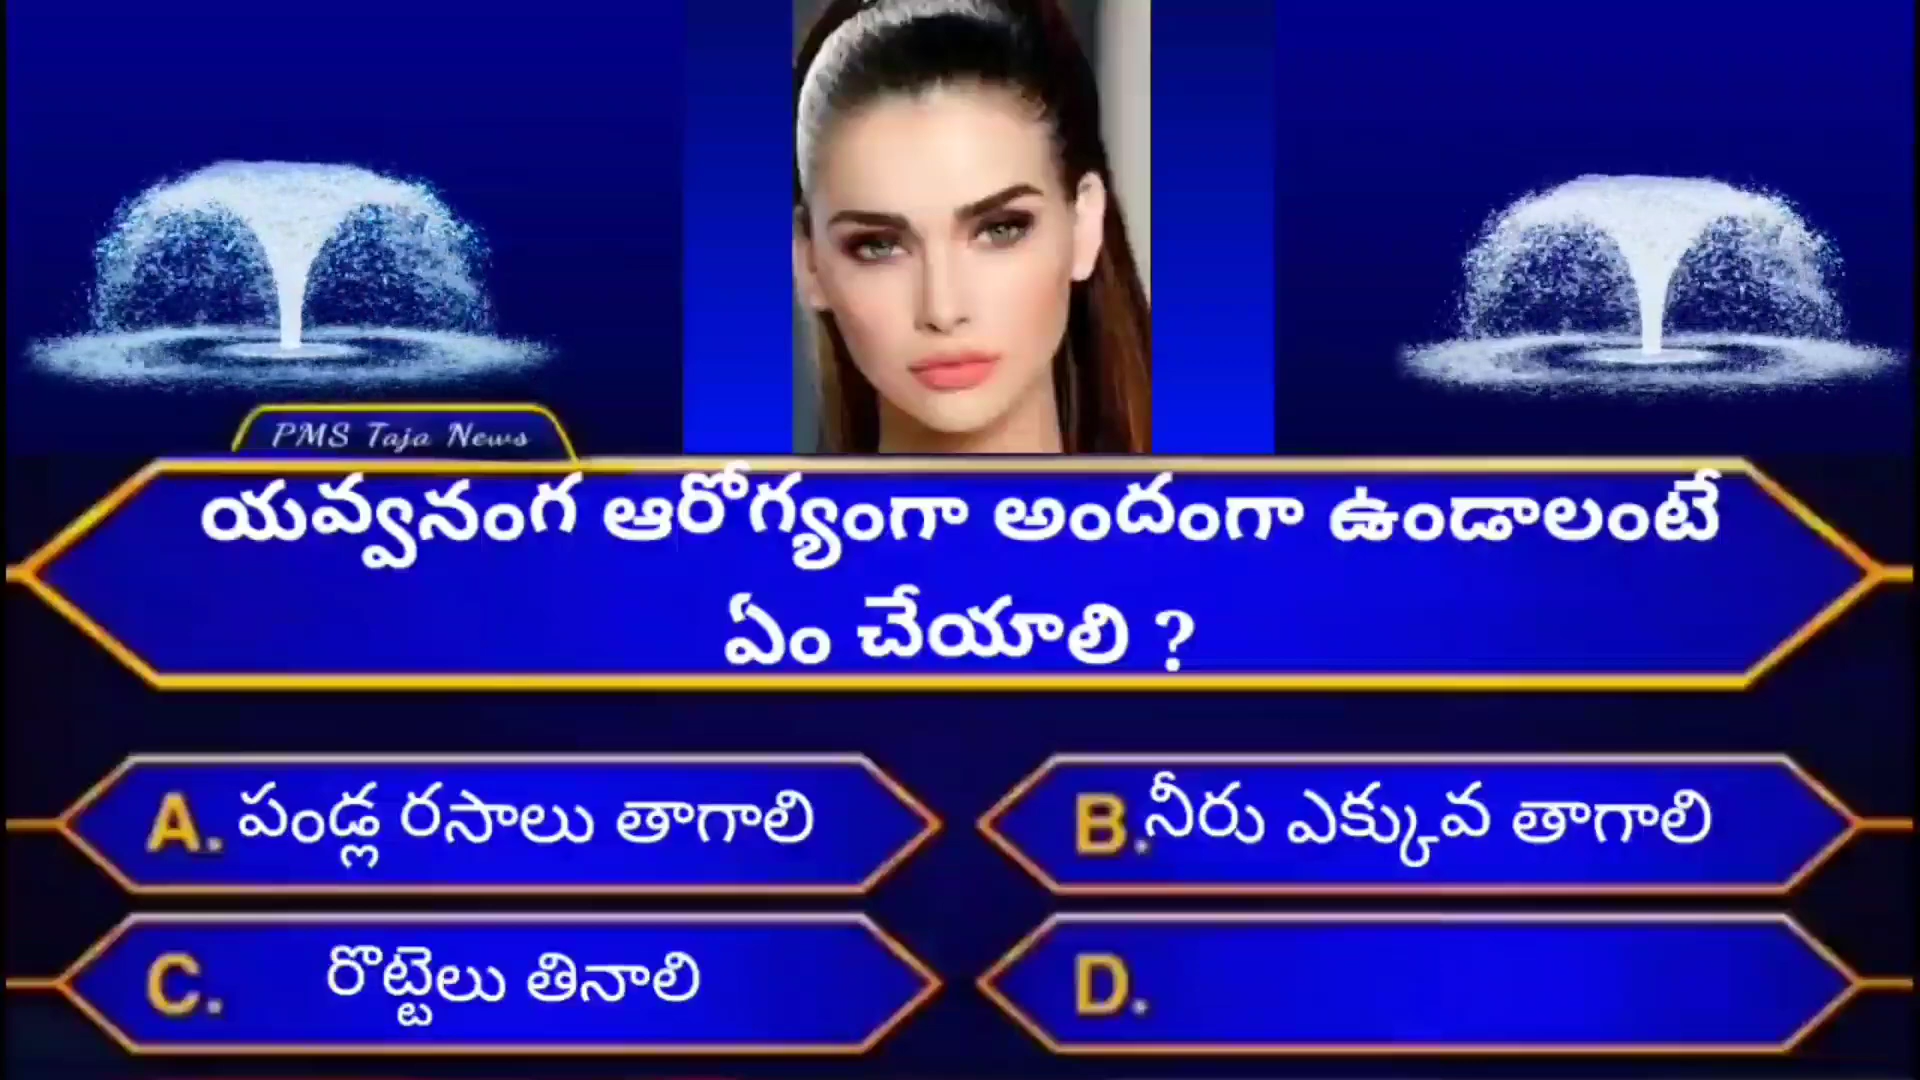 PMS Taja News
యవ్వనంగ ఆరోగ్యంగా అందంగా ఉండాలంటే
ఏం చేయాలి ?
A. పండ్ల రసాలు తాగాలి
B. నీరు ఎక్కువ తాగాలి
C. రొట్టెలు తినాలి
D.